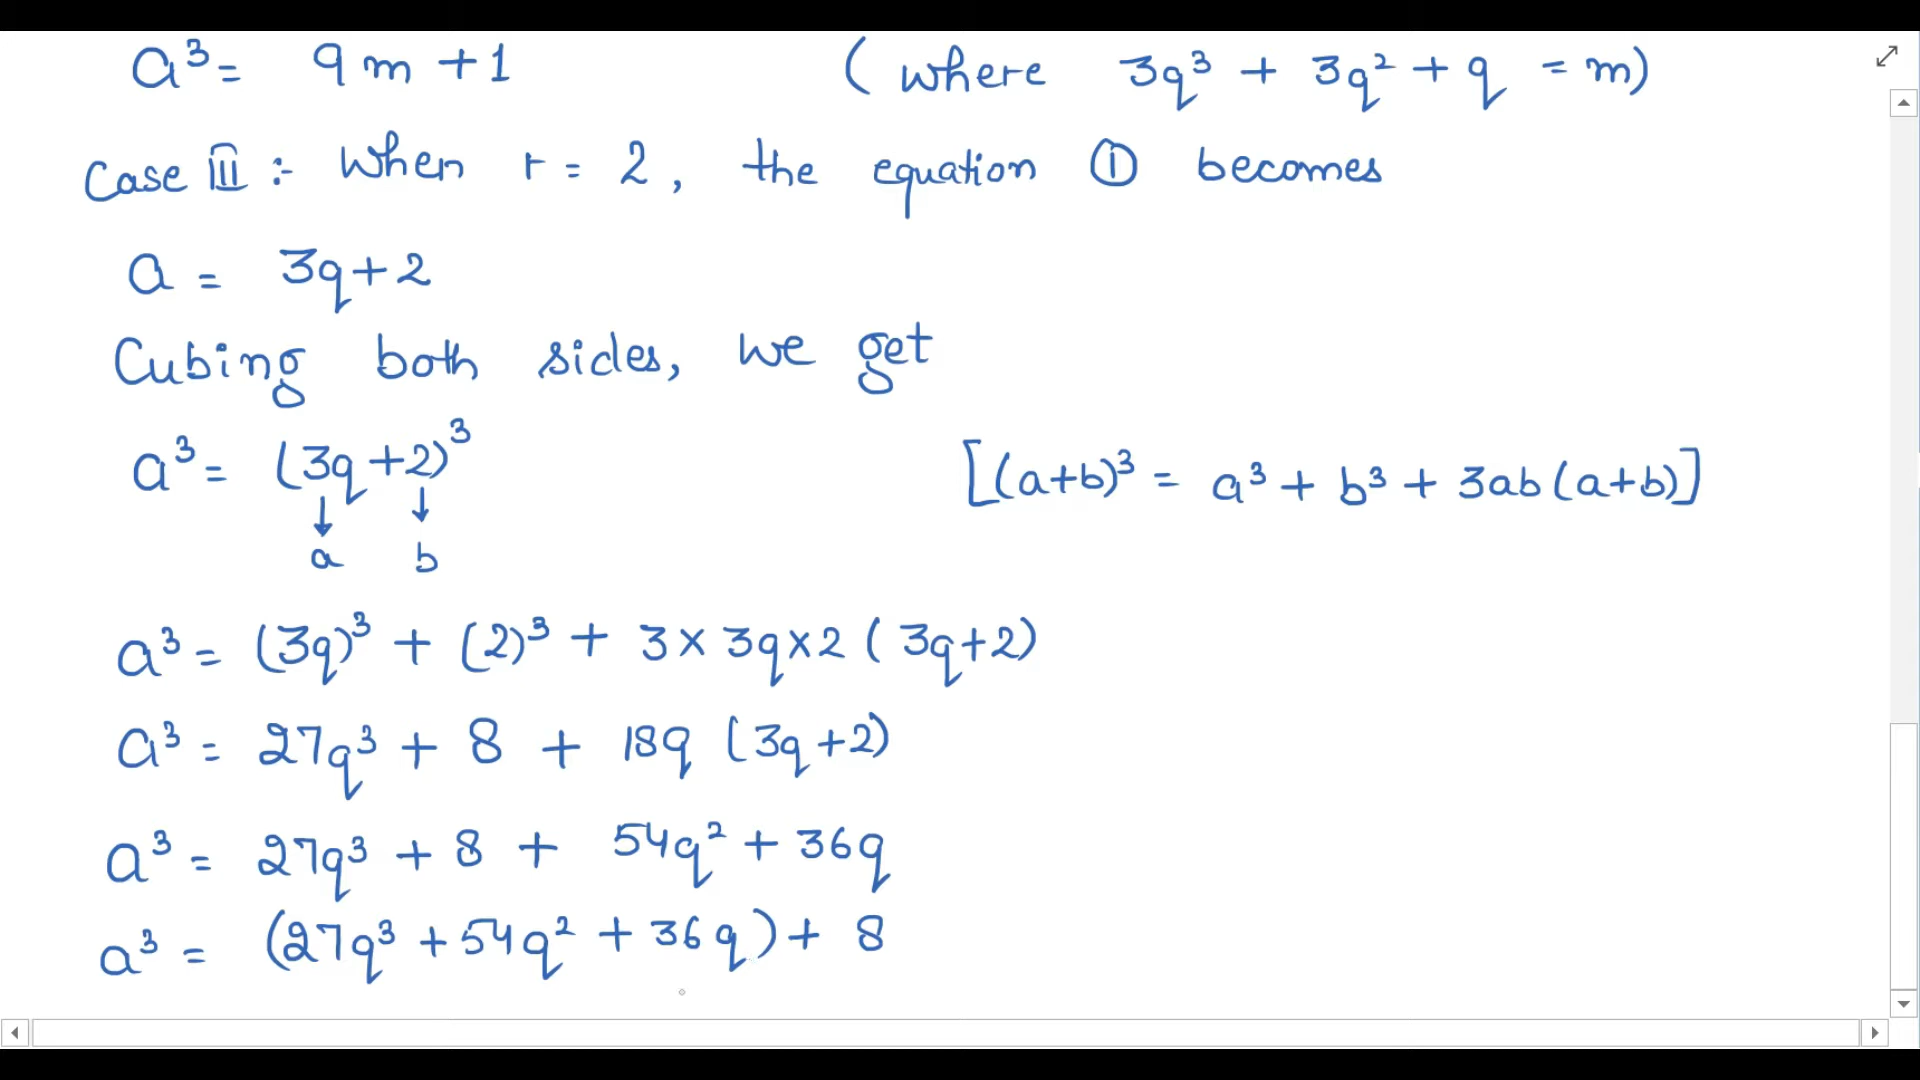 a³ = 9m + 1 (where 3q³ + 3q² + q = m)
Case III :- When r = 2, the equation ① becomes
a = 3q+2
Cubing both sides, we get
a³ = (3q+2)³ [(a+b)³ = a³ + b³ + 3ab(a+b)]
a b
a³ = (3q)³ + (2)³ + 3 × 3q × 2 (3q+2)
a³ = 27q³ + 8 + 18q (3q+2)
a³ = 27q³ + 8 + 54q² + 36q
a³ = (27q³ + 54q² + 36q) + 8